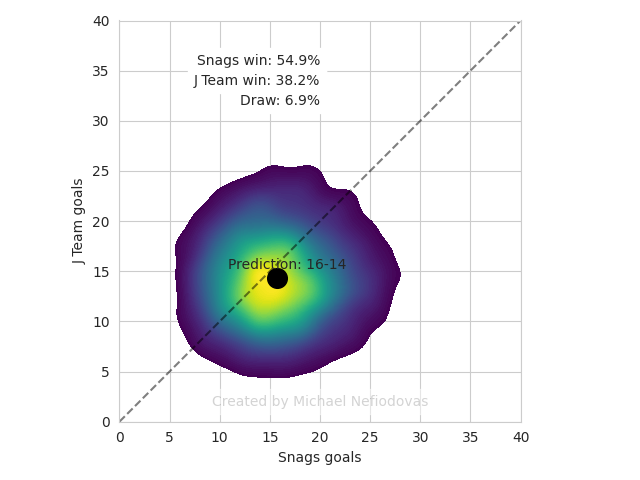 40
35
30
25
20
15
10
5
0
J Team goals
Snags win: 54.9%
J Team win: 38.2%
Draw: 6.9%
Prediction: 16-14
Created by Michael Nefiodovas
0 5 10 15 20 25 30 35 40
Snags goals